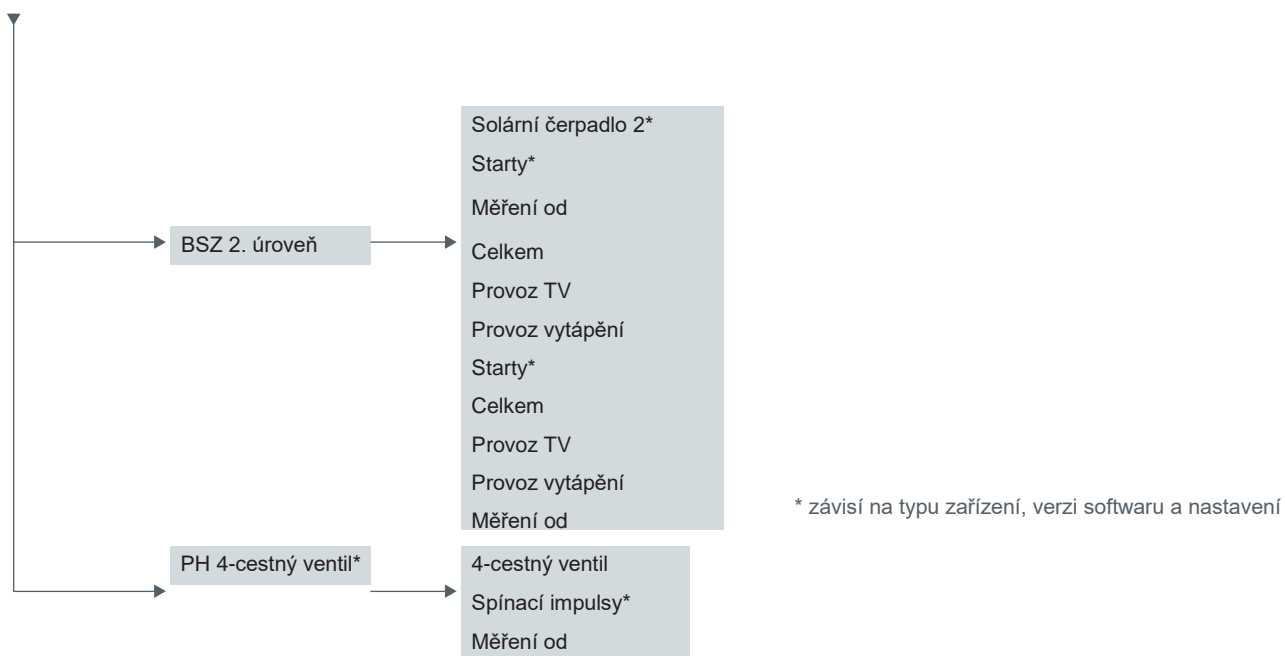 Solární čerpadlo 2*
Starty*
Měření od
BSZ 2. úroveň
Celkem
Provoz TV
Provoz vytápění
Starty*
Celkem
Provoz TV
Provoz vytápění
Měření od
* závisí na typu zařízení, verzi softwaru a nastavení
PH 4-cestný ventil*
4-cestný ventil
Spínací impulsy*
Měření od